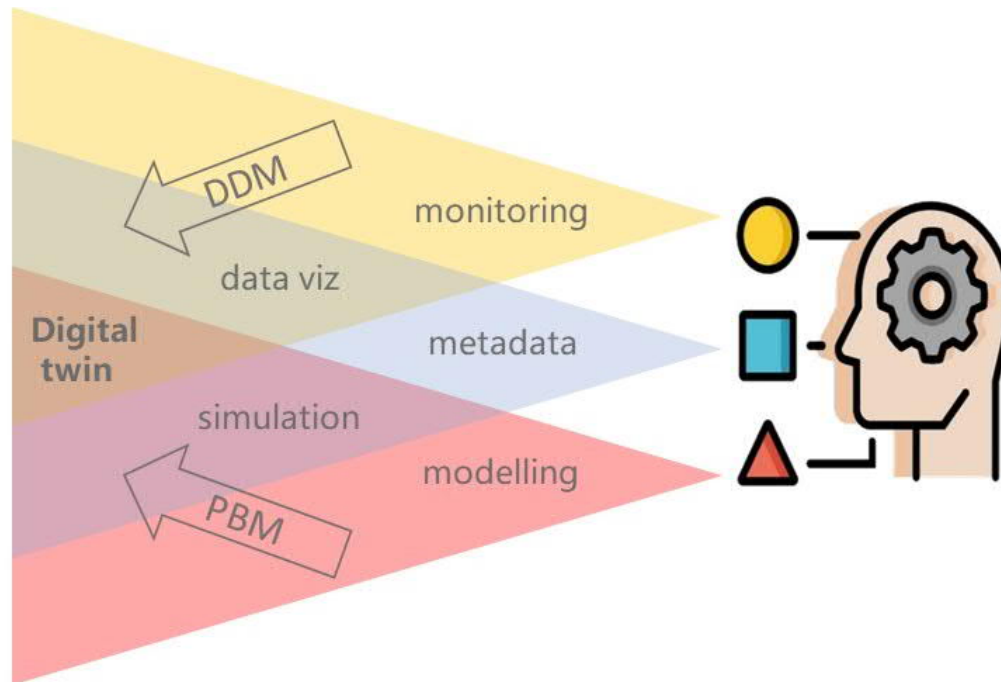 DDM
monitoring
data viz
Digital
twin
metadata
simulation
modelling
PBM